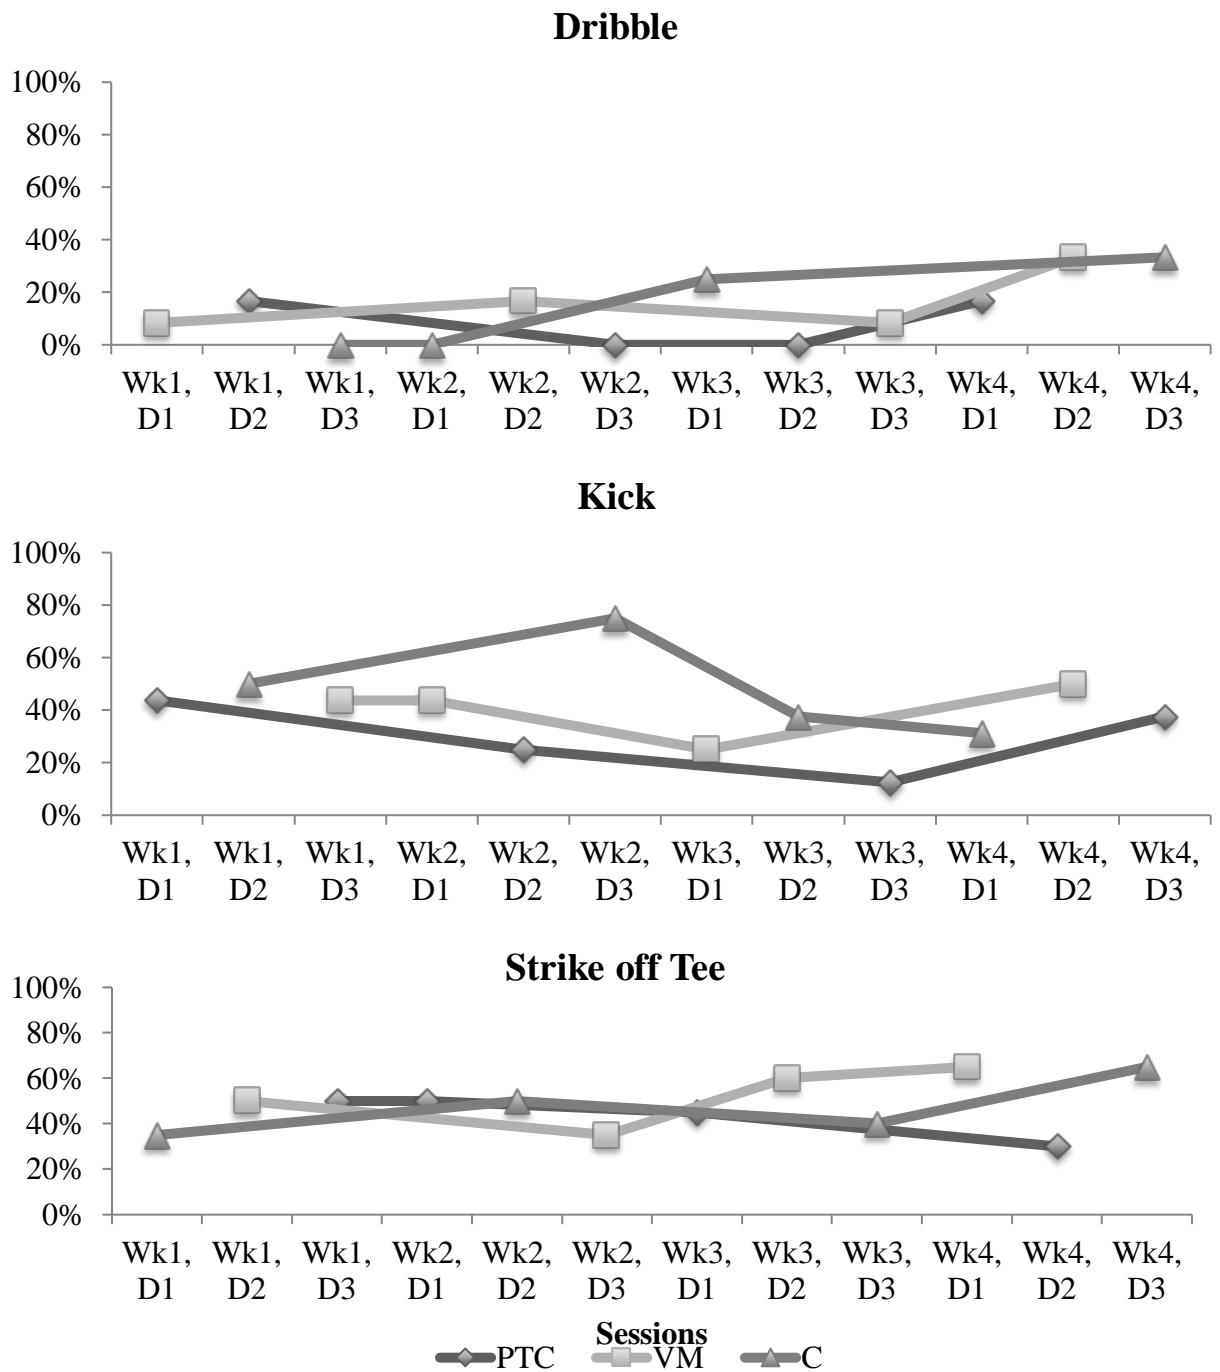 Dribble
100%
80%
60%
40%
20%
0%
Wk1, Wk1, Wk1, Wk2, Wk2, Wk2, Wk3, Wk3, Wk3, Wk4, Wk4, Wk4,
D1 D2 D3 D1 D2 D3 D1 D2 D3 D1 D2 D3
Kick
100%
80%
60%
40%
20%
0%
Wk1, Wk1, Wk1, Wk2, Wk2, Wk2, Wk3, Wk3, Wk3, Wk4, Wk4, Wk4,
D1 D2 D3 D1 D2 D3 D1 D2 D3 D1 D2 D3
Strike off Tee
100%
80%
60%
40%
20%
0%
Wk1, Wk1, Wk1, Wk2, Wk2, Wk2, Wk3, Wk3, Wk3, Wk4, Wk4, Wk4,
D1 D2 D3 D1 D2 D3 D1 D2 D3 D1 D2 D3
Sessions
PTC VM C